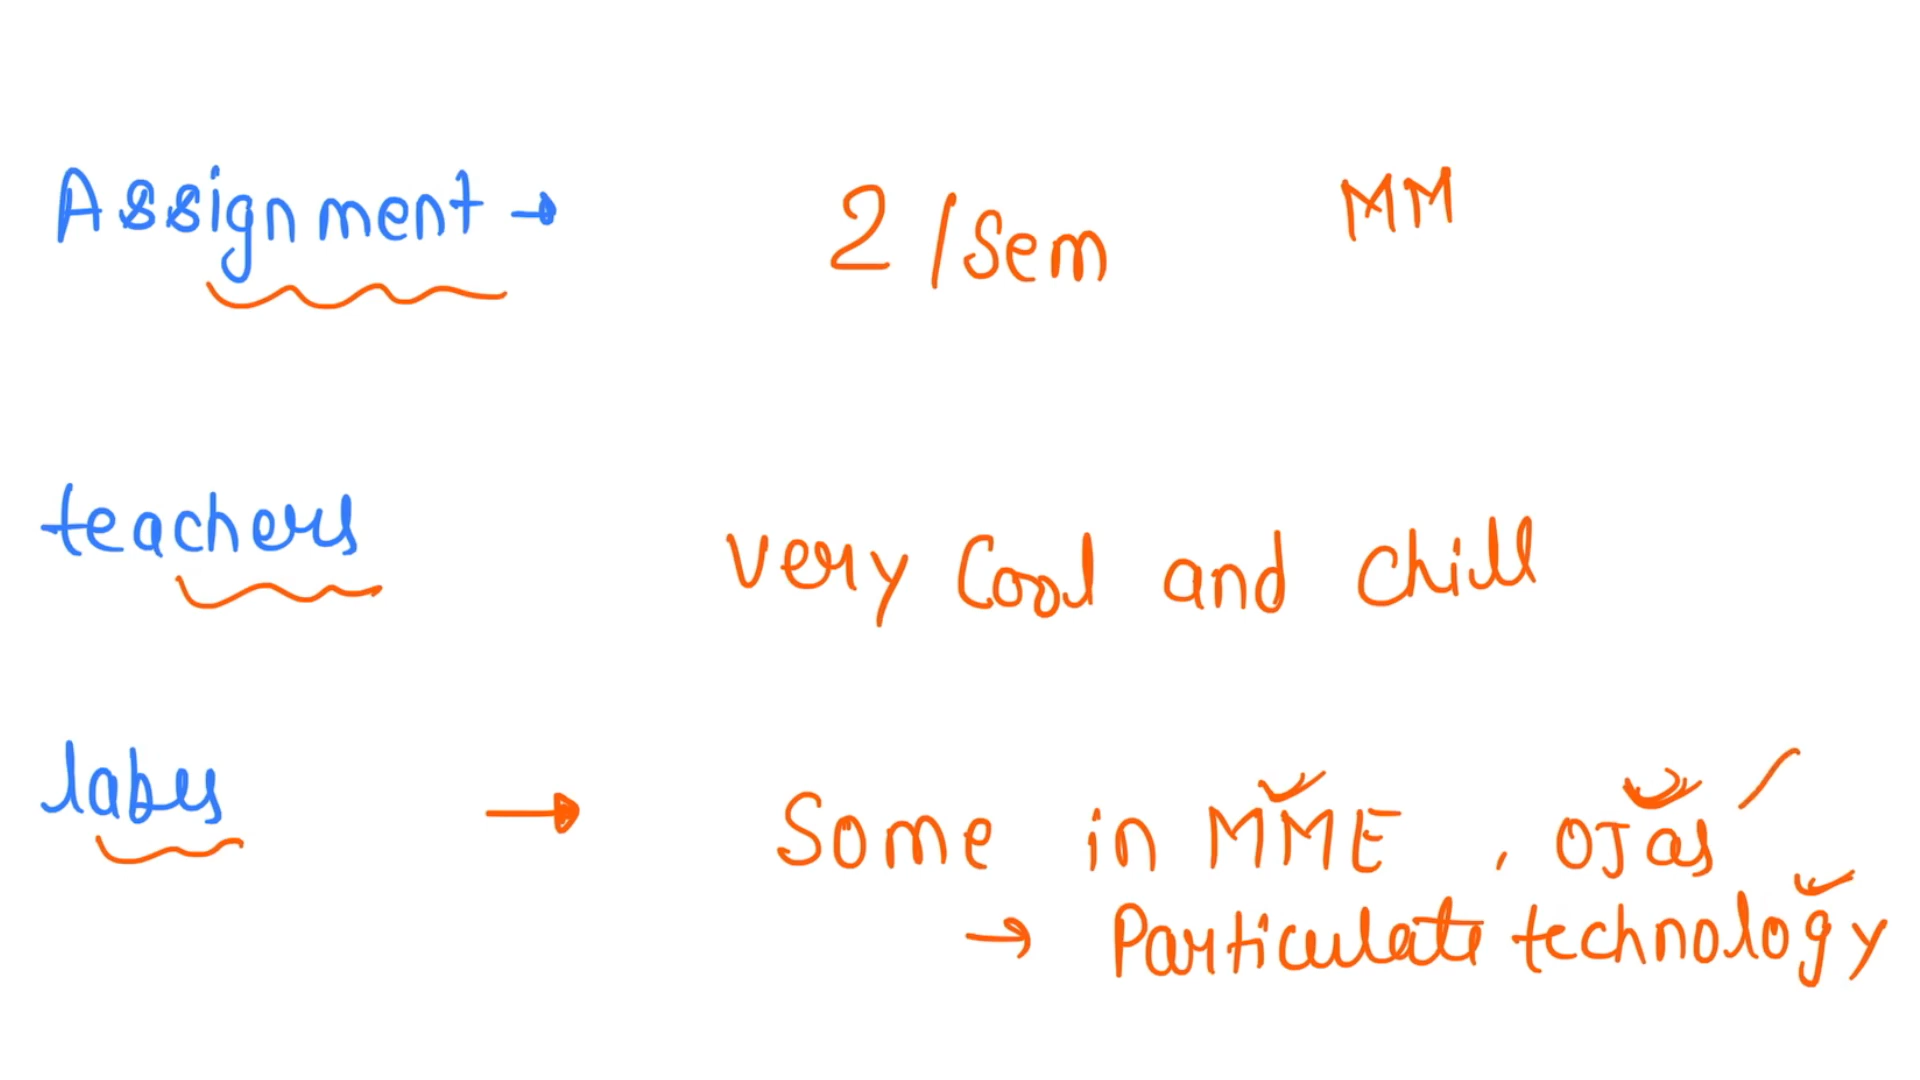 Assignment → 2 /Sem MM
teachers very Cool and chill
labs → Some in MME , OJas
→ Particulate technology